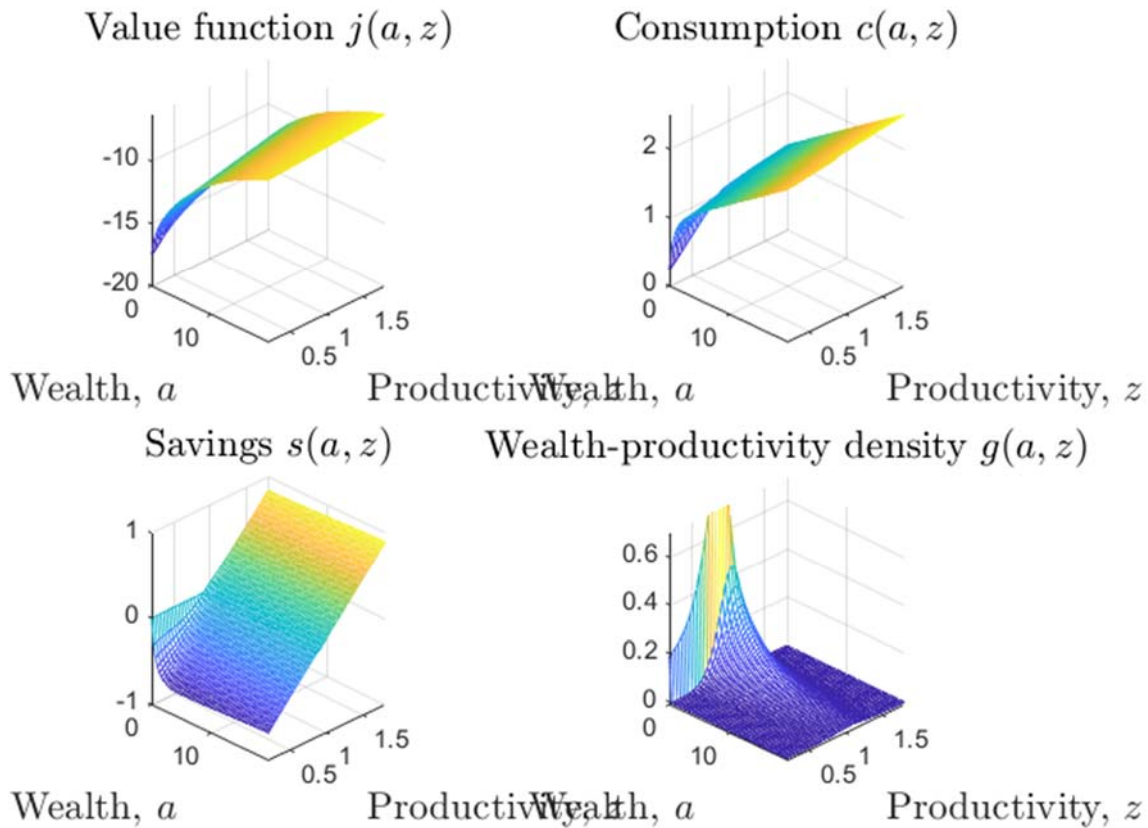 Value function j(a, z)
Consumption c(a, z)
-10
-15
-20
0
10
0.5
1
1.5
2
1
0
0
10
0.5
1
1.5
Wealth, a
Productivity, z
Wealth, a
Productivity, z
Savings s(a, z)
Wealth-productivity density g(a, z)
1
0
-1
0
10
0.5
1
1.5
0.6
0.4
0.2
0
0
10
0.5
1
1.5
Wealth, a
Productivity, z
Wealth, a
Productivity, z